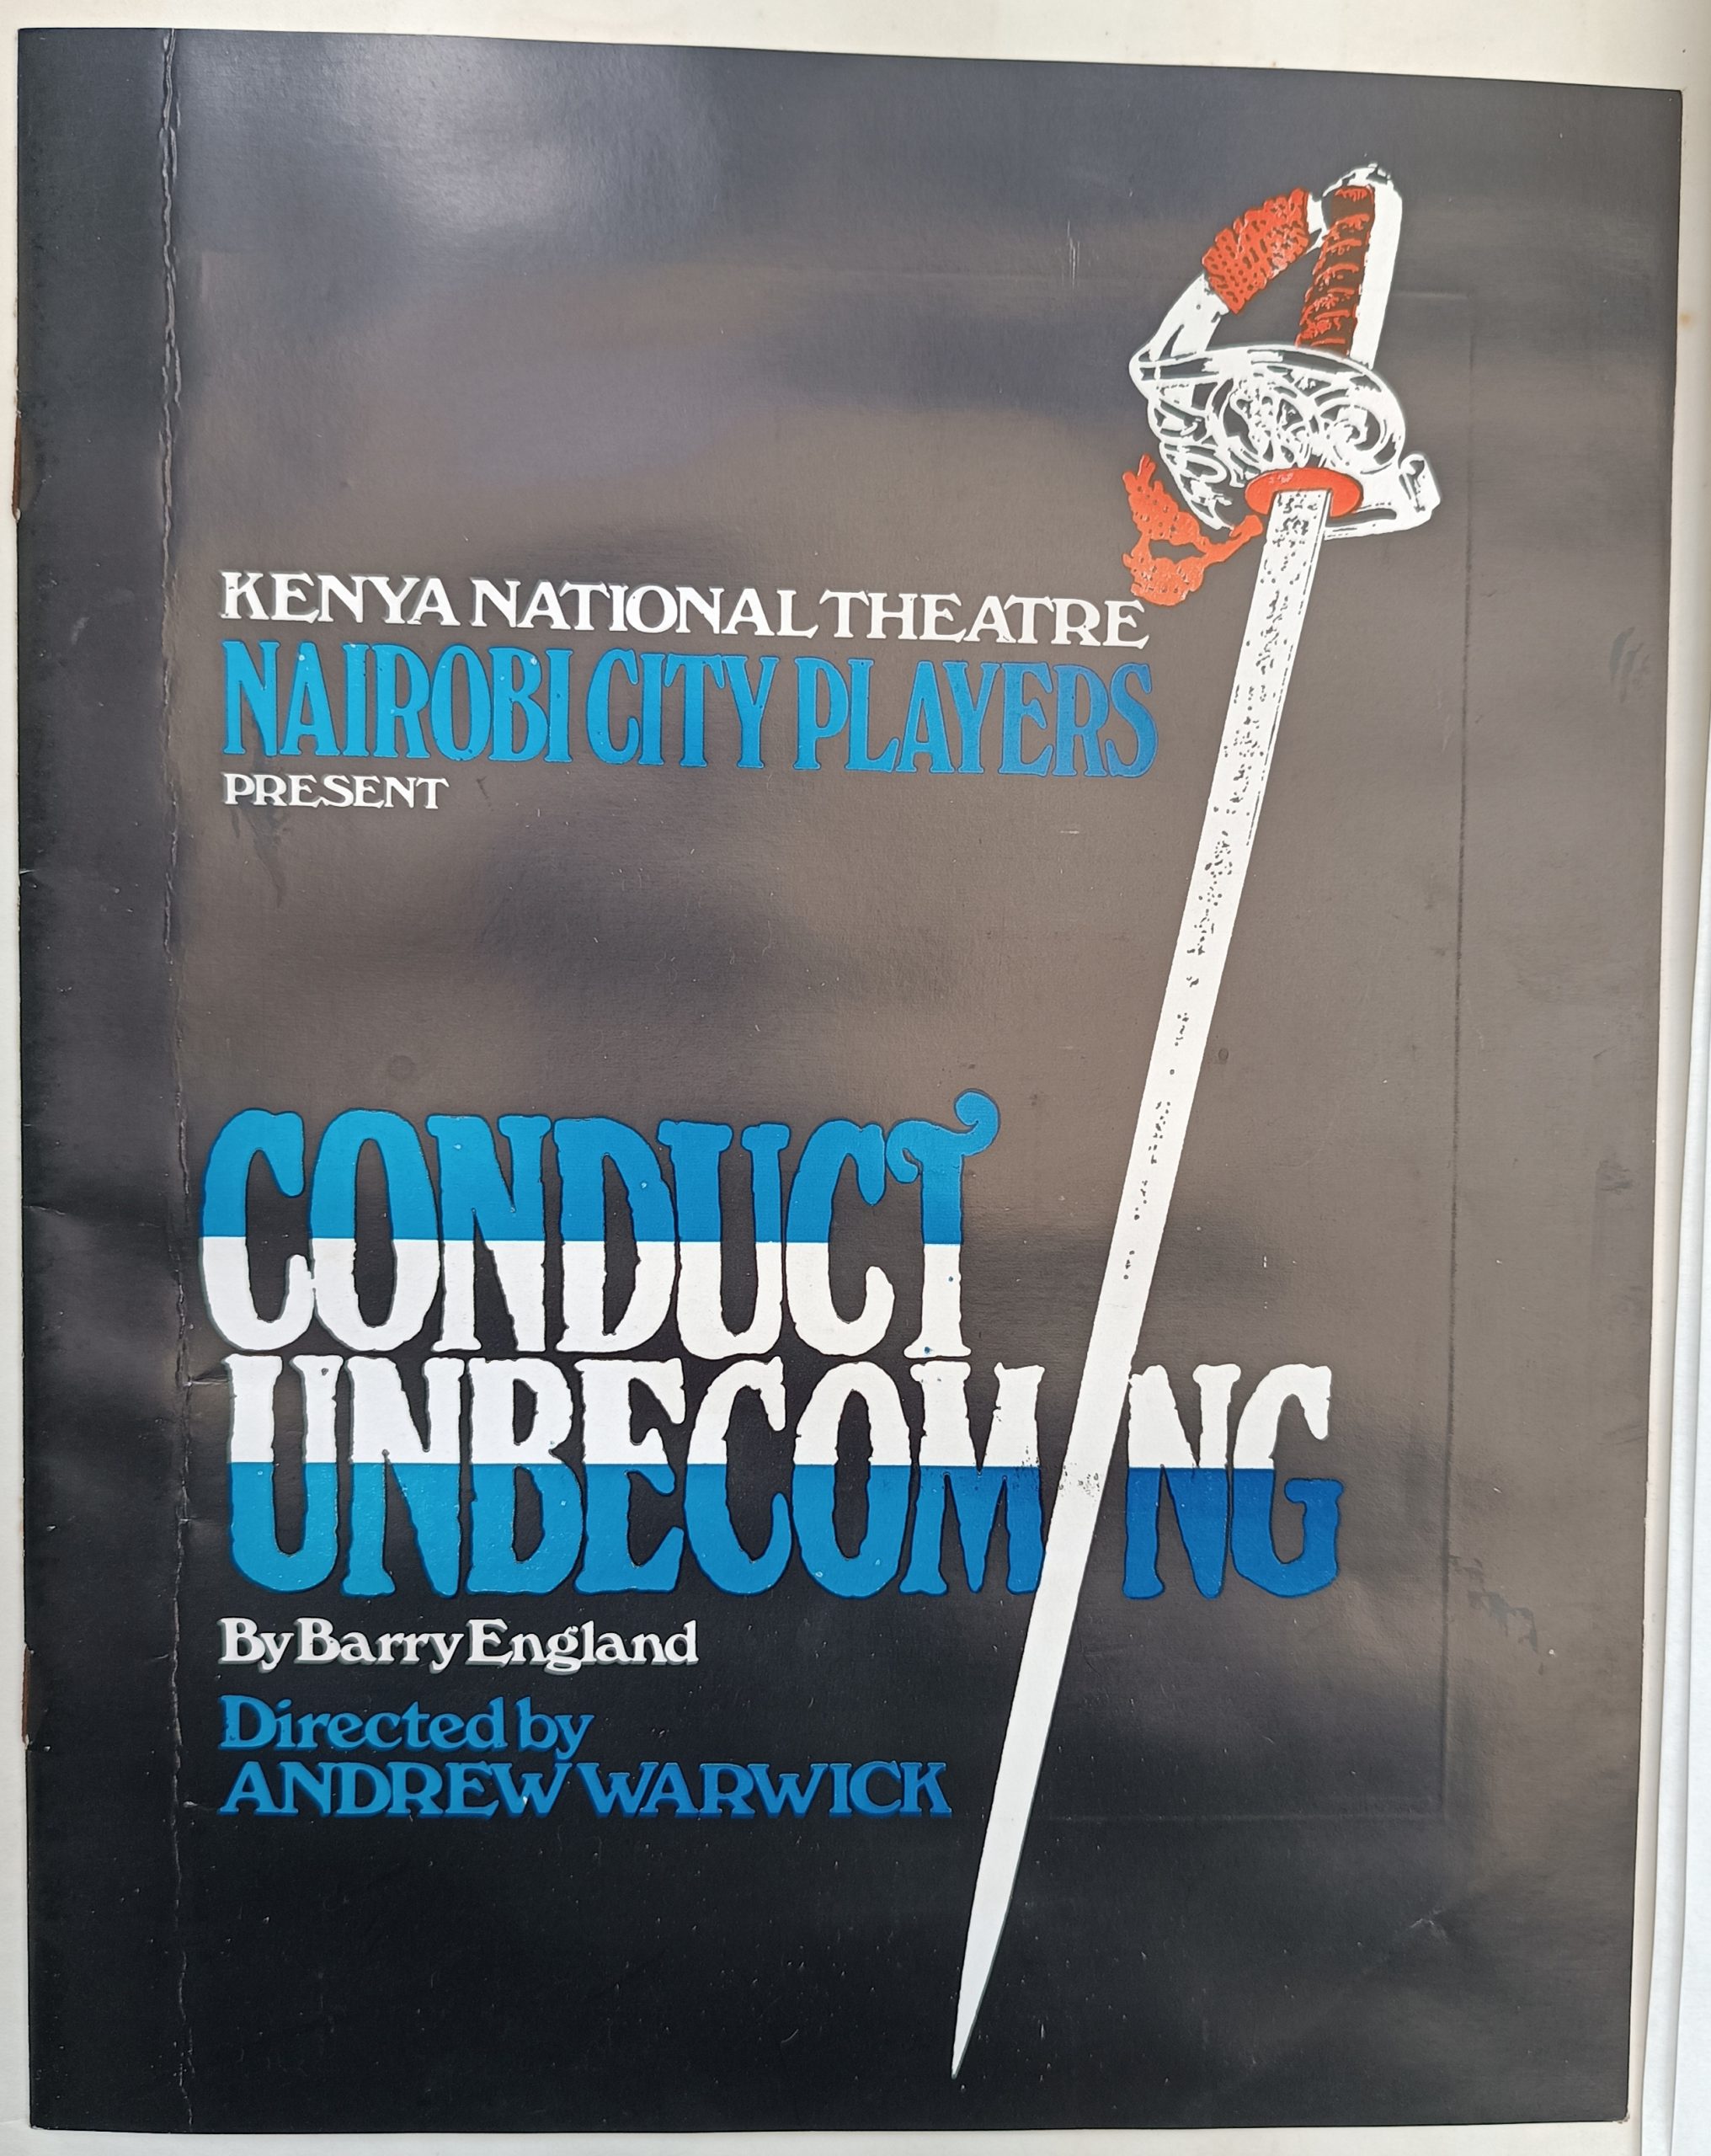 KENYA NATIONAL THEATRE
NAIROBI CITY PLAYERS
PRESENT
CONDUCT
UNBECOMING
By Barry England
Directed by
ANDREW WARWICK